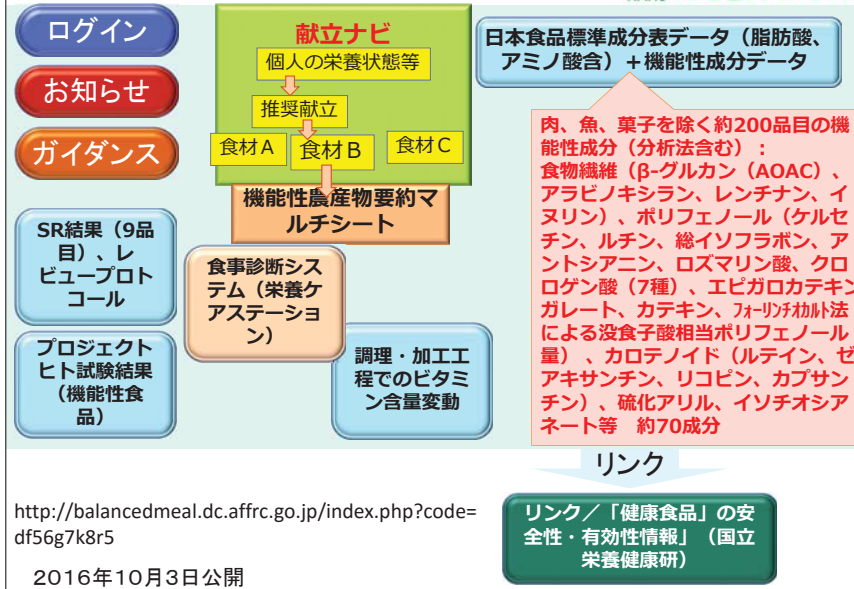 ログイン
お知らせ
ガイダンス
献立ナビ
個人の栄養状態等
推奨献立
食材A
食材B
食材C
機能性農産物要約マ
ルチシート
日本食品標準成分表データ（脂肪酸、
アミノ酸含）＋機能性成分データ
肉、魚、菓子を除く約200品目の機
能性成分（分析法含む）：
食物繊維（β-グルカン（AOAC）、
アラビノキシラン、レンチナン、イ
ヌリン）、ポリフェノール（ケルセ
チン、ルチン、総イソフラボン、ア
ントシアニン、ロズマリン酸、クロ
ロゲン酸（7種）、エピガロカテキン
ガレート、カテキン、フォーリンチオカルト法
による没食子酸相当ポリフェノール
量）、カロテノイド（ルテイン、ゼ
アキサンチン、リコピン、カプサン
チン）、硫化アリル、イソチオシア
ネート等　約70成分
SR結果（9品
目）、レ
ビュープロト
コール
食事診断シス
テム（栄養ケ
アステーショ
ン）
プロジェクト
ヒト試験結果
（機能性食
品）
調理・加工工
程でのビタミ
ン含量変動
リンク
リンク／「健康食品」の安
全性・有効性情報」（国立
栄養健康研）
http://balancedmeal.dc.affrc.go.jp/index.php?code=
df56g7k8r5
２０１６年１０月３日公開